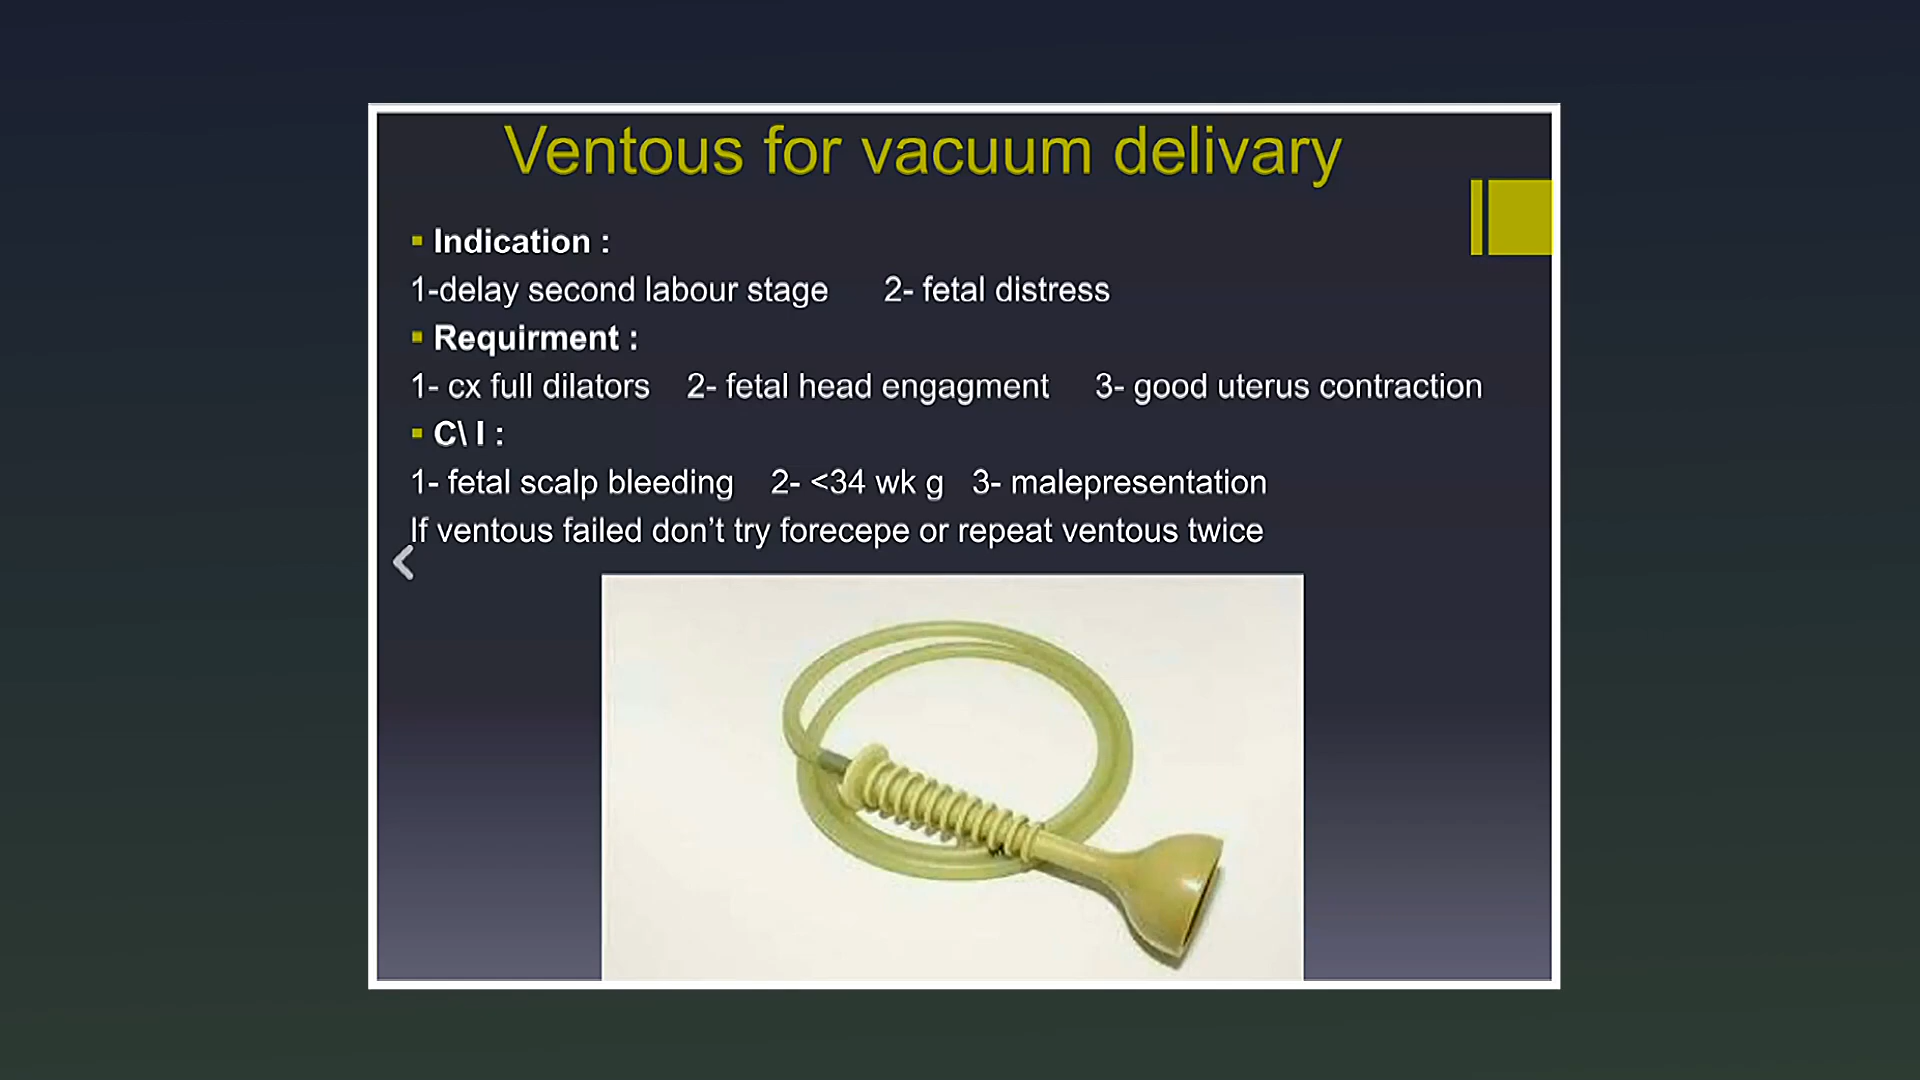 Ventous for vacuum delivary
▪ Indication :
1-delay second labour stage 2- fetal distress
▪ Requirment :
1- cx full dilators 2- fetal head engagment 3- good uterus contraction
▪ C\ I :
1- fetal scalp bleeding 2- <34 wk g 3- malepresentation
If ventous failed don’t try forecepe or repeat ventous twice